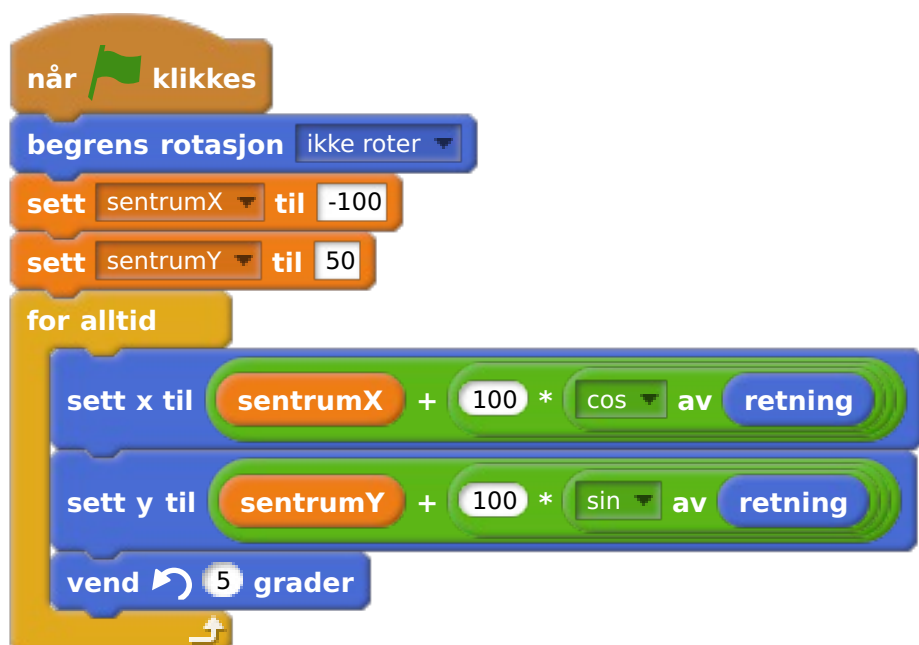 når klikkes
begrens rotasjon ikke roter
sett sentrumX til -100
sett sentrumY til 50
for alltid
sett x til sentrumX + 100 * cos av retning
sett y til sentrumY + 100 * sin av retning
vend 5 grader